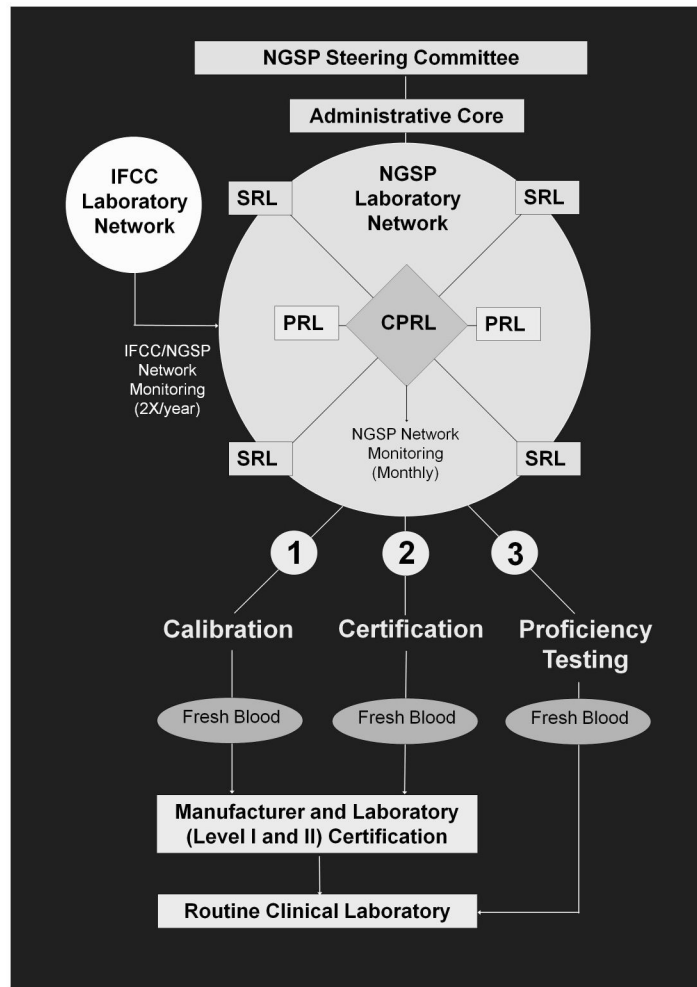 NGSP Steering Committee
Administrative Core
IFCC
Laboratory
Network
NGSP
Laboratory
Network
SRL
SRL
PRL
CPRL
PRL
IFCC/NGSP
Network
Monitoring
(2X/year)
NGSP Network
Monitoring
(Monthly)
SRL
SRL
1
2
3
Calibration
Certification
Proficiency
Testing
Fresh Blood
Fresh Blood
Fresh Blood
Manufacturer and Laboratory
(Level I and II) Certification
Routine Clinical Laboratory